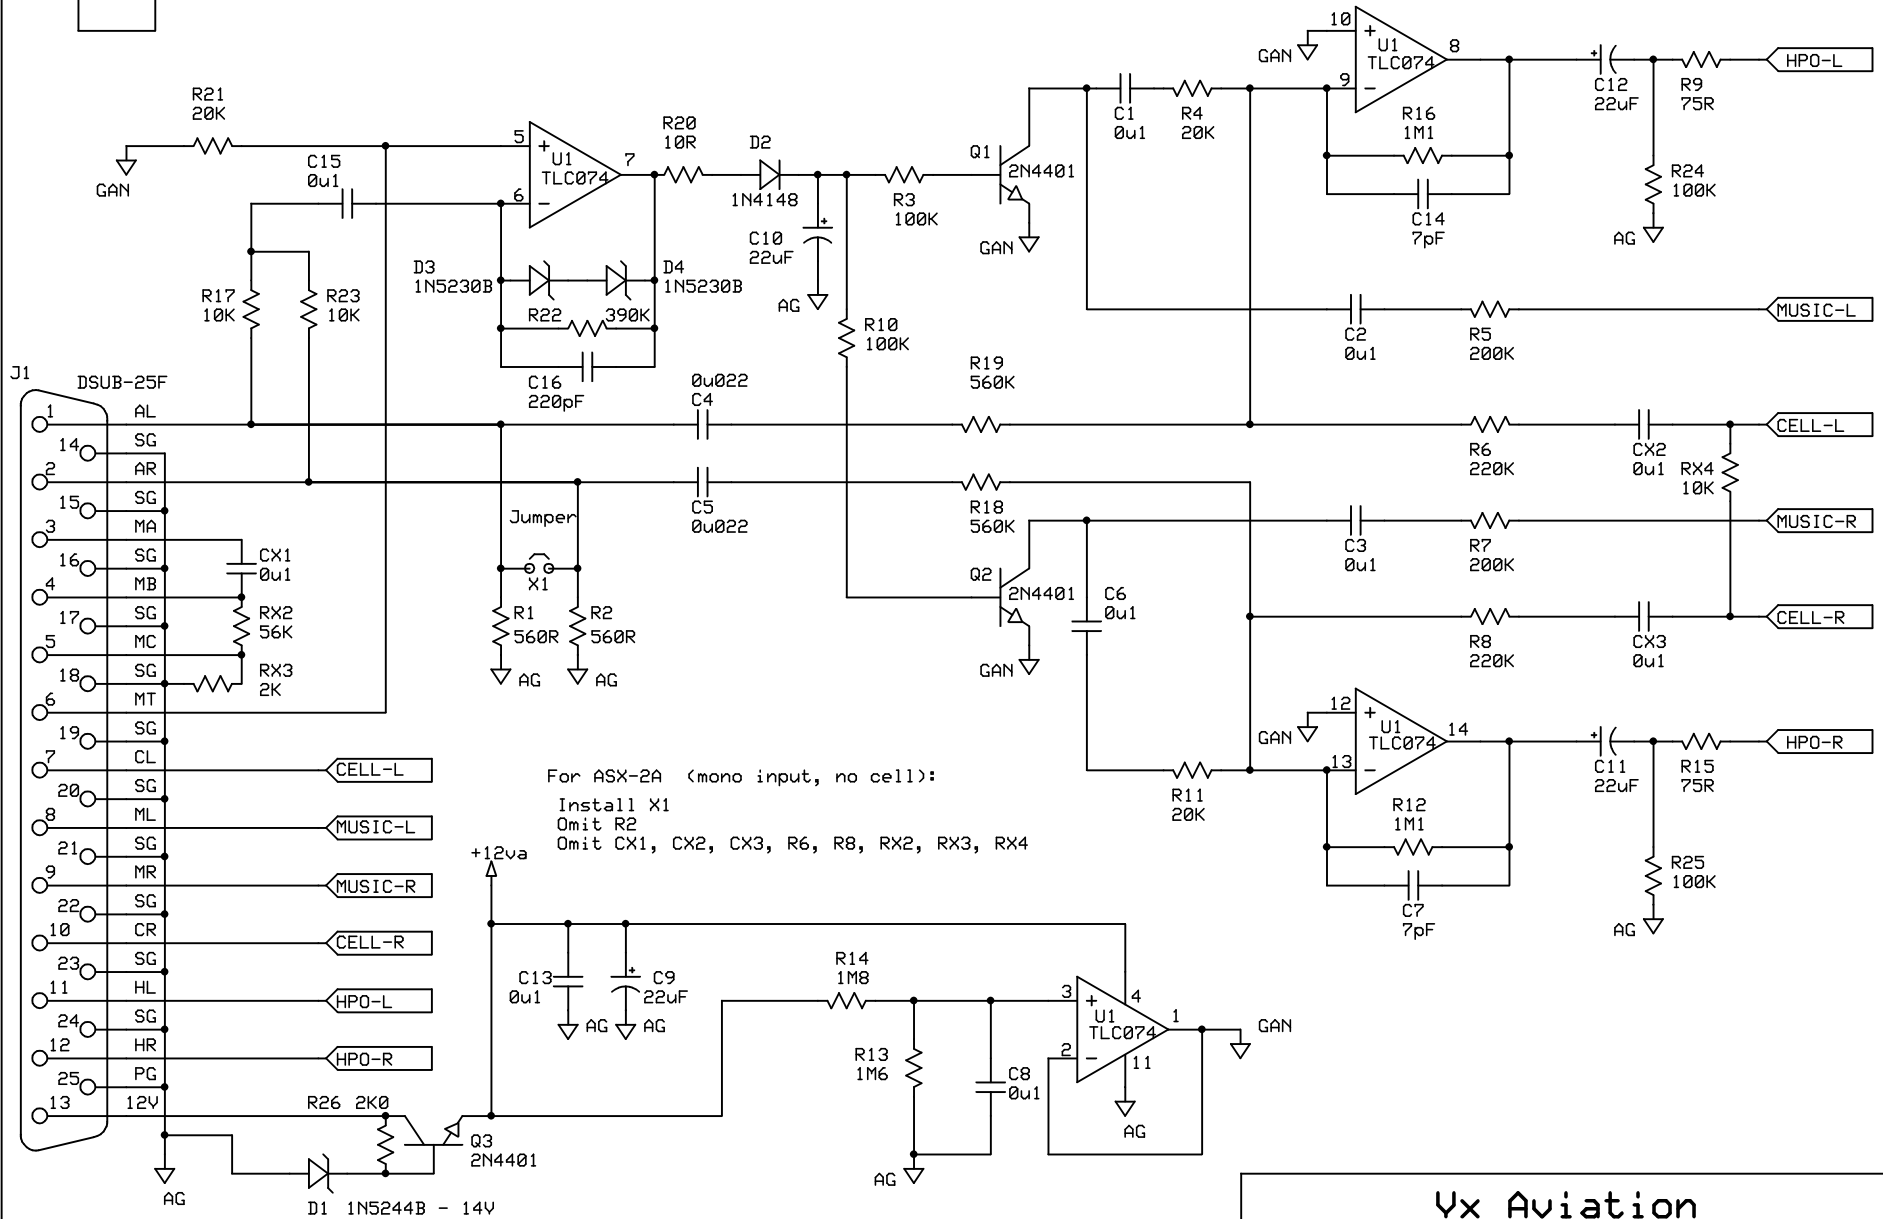 10
U1
TLC074
8
GAN
9
C12
22uF
R9
75R
HPO-L
R21
20K
R20
10R
D2
C1
0u1
R4
20K
R16
1M1
C15
0u1
5
U1
TLC074
7
Q1
2N4401
GAN
6
1N4148
R3
100K
R24
100K
C14
7pF
C10
22uF
GAN
AG
D3
1N5230B
D4
1N5230B
R17
10K
R23
10K
AG
MUSIC-L
R22
390K
R10
100K
C2
0u1
R5
200K
J1
DSUB-25F
C16
220pF
0u022
C4
R19
560K
1
AL
CELL-L
14
SG
R6
220K
CX2
0u1
RX4
10K
2
AR
15
SG
C5
0u022
R18
560K
Jumper
MUSIC-R
3
MA
C3
0u1
R7
200K
16
SG
CX1
0u1
X1
Q2
2N4401
4
MB
C6
0u1
17
SG
RX2
56K
R1
560R
R2
560R
CELL-R
5
MC
R8
220K
CX3
0u1
18
SG
RX3
2K
AG
AG
GAN
6
MT
12
U1
TLC074
14
19
SG
GAN
HPO-R
7
CL
CELL-L
13
C11
22uF
R15
75R
20
SG
For ASX-2A (mono input, no cell):
Install X1
Omit R2
Omit CX1, CX2, CX3, R6, R8, RX2, RX3, RX4
R11
20K
R12
1M1
8
ML
MUSIC-L
21
SG
+12va
9
MR
MUSIC-R
R25
100K
22
SG
C7
7pF
10
CR
CELL-R
AG
23
SG
C13
0u1
C9
22uF
R14
1M8
11
HL
HPO-L
3
4
U1
TLC074
1
GAN
24
SG
AG
AG
12
HR
HPO-R
2
11
R13
1M6
C8
0u1
25
PG
13
12V
R26 2K0
AG
Q3
2N4401
AG
AG
D1 1N5244B - 14V
Vx Aviation